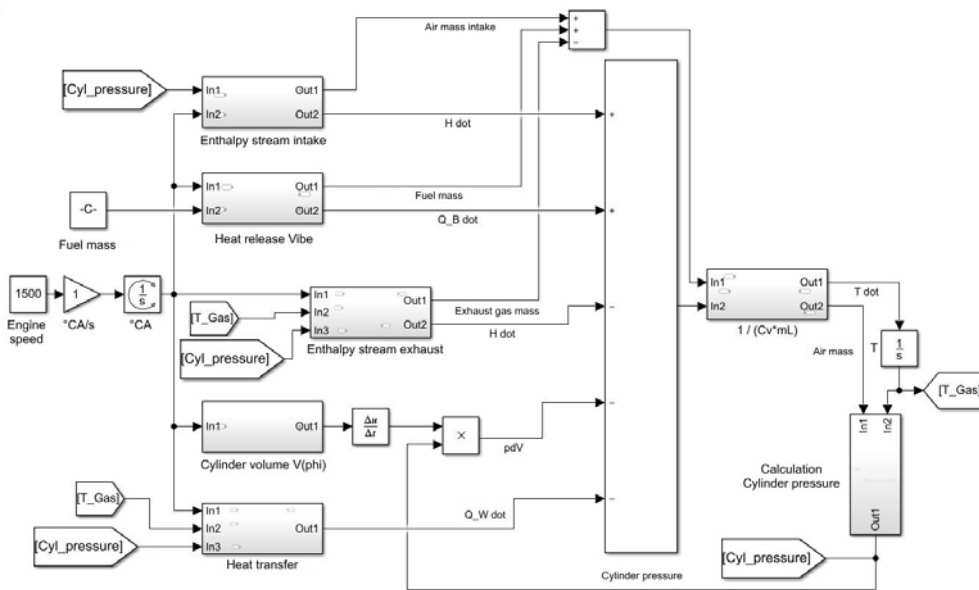 Air mass intake
+
+
−
[Cyl_pressure]
In1
Out1
In2
Out2
H dot
+
Enthalpy stream intake
In1
Out1
Fuel mass
-C-
In2
Out2
Q_B dot
+
Fuel mass
Heat release Vibe
1500
1
1
s
Engine
speed
°CA/s
°CA
[T_Gas]
[Cyl_pressure]
In1
In2
In3
Out1
Out2
Exhaust gas mass
H dot
−
Enthalpy stream exhaust
In1
In2
Out1
Out2
T dot
1 / (Cv*mL)
Air mass
T
1
s
[T_Gas]
In1
Out1
Δu
Δt
×
pdV
−
Cylinder volume V(phi)
In1
In2
Out1
Calculation
Cylinder pressure
[T_Gas]
[Cyl_pressure]
In1
In2
In3
Out1
Q_W dot
−
Heat transfer
[Cyl_pressure]
Cylinder pressure